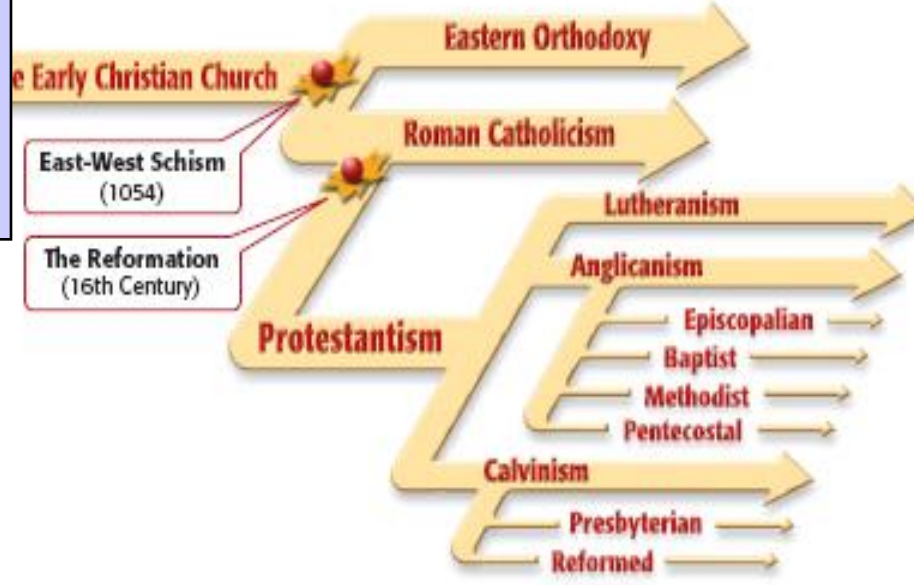 Eastern Orthodoxy
e Early Christian Church
Roman Catholicism
East-West Schism
(1054)
Lutheranism
The Reformation
(16th Century)
Anglicanism
Protestantism
Episcopalian
Baptist
Methodist
Pentecostal
Calvinism
Presbyterian
Reformed